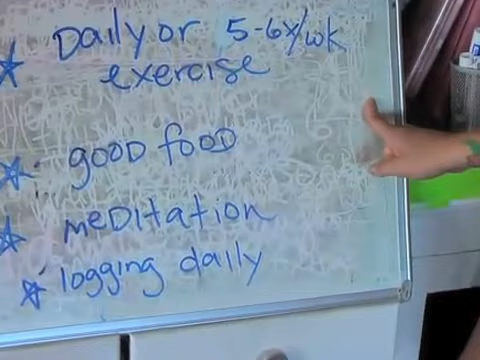 Daily or 5-6x/wk
exercise
good food
meditation
logging daily